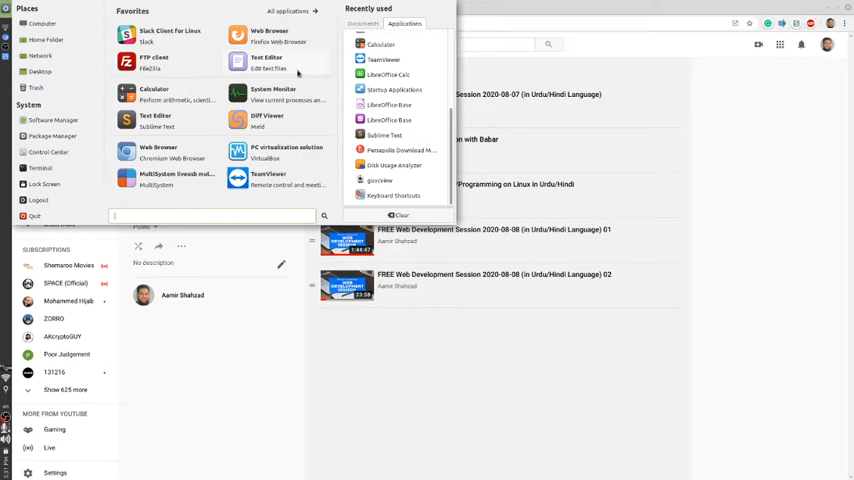 Places
Computer
Home Folder
Network
Desktop
Trash
System
Software Manager
Package Manager
Control Center
Terminal
Lock Screen
Logout
Quit
Favorites
All applications
Slack Client for Linux
Slack
Web Browser
Firefox Web Browser
FTP client
FileZilla
Text Editor
Edit text files
Calculator
Perform arithmetic, scienti...
System Monitor
View current processes an...
Text Editor
Sublime Text
Diff Viewer
Meld
Web Browser
Chromium Web Browser
PC virtualization solution
VirtualBox
MultiSystem liveusb mul...
MultiSystem
TeamViewer
Remote control and meeti...
Recently used
Documents
Applications
Calculator
TeamViewer
LibreOffice Calc
Startup Applications
LibreOffice Base
LibreOffice Base
Sublime Text
Persepolis Download M...
Disk Usage Analyzer
guvcview
Keyboard Shortcuts
Clear
Session 2020-08-07 (in Urdu/Hindi Language)
on with Babar
Programming on Linux in Urdu/Hindi
FREE Web Development Session 2020-08-08 (in Urdu/Hindi Language) 01
Aamir Shahzad
1:44:47
FREE Web Development Session 2020-08-08 (in Urdu/Hindi Language) 02
Aamir Shahzad
23:58
Public
No description
Aamir Shahzad
SUBSCRIPTIONS
Shemaroo Movies
SPACE (Official)
Mohammed Hijab
ZORRO
AKcryptoGUY
Poor Judgement
131216
Show 625 more
MORE FROM YOUTUBE
Gaming
Live
Settings
3:31 PM